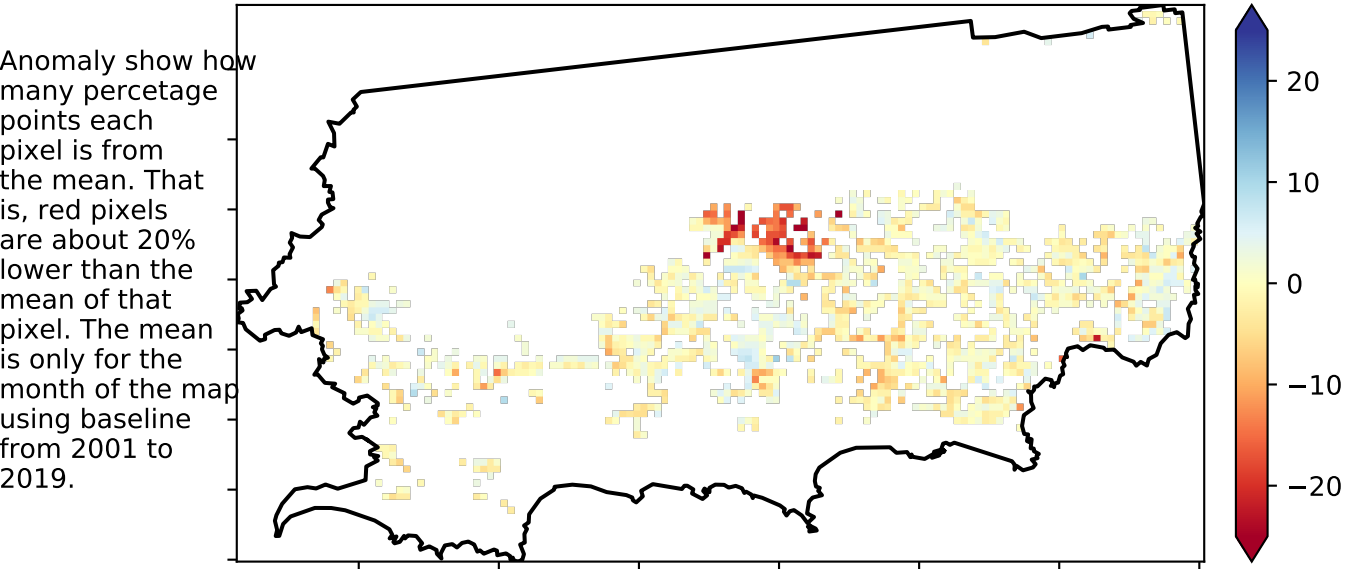 Anomaly show how
many percetage
points each
pixel is from
the mean. That
is, red pixels
are about 20%
lower than the
mean of that
pixel. The mean
is only for the
month of the map
using baseline
from 2001 to
2019.
20
10
0
−10
−20